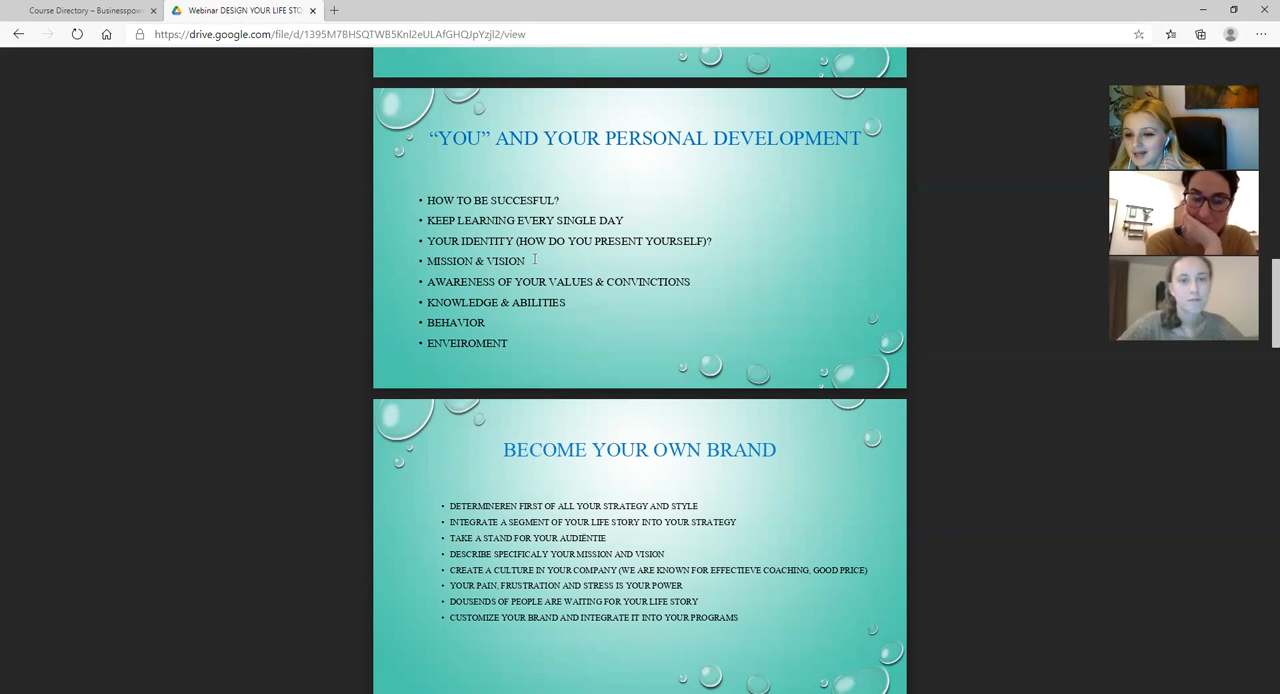 Course Directory – Businesspow
Webinar DESIGN YOUR LIFE STO
https://drive.google.com/file/d/1395M7BHSQTWB5Knl2eULAfGHQJpYzjl2/view
“YOU” AND YOUR PERSONAL DEVELOPMENT
• HOW TO BE SUCCESFUL?
• KEEP LEARNING EVERY SINGLE DAY
• YOUR IDENTITY (HOW DO YOU PRESENT YOURSELF)?
• MISSION & VISION
• AWARENESS OF YOUR VALUES & CONVINCTIONS
• KNOWLEDGE & ABILITIES
• BEHAVIOR
• ENVEIROMENT
BECOME YOUR OWN BRAND
• DETERMINEREN FIRST OF ALL YOUR STRATEGY AND STYLE
• INTEGRATE A SEGMENT OF YOUR LIFE STORY INTO YOUR STRATEGY
• TAKE A STAND FOR YOUR AUDIËNTIE
• DESCRIBE SPECIFICALY YOUR MISSION AND VISION
• CREATE A CULTURE IN YOUR COMPANY (WE ARE KNOWN FOR EFFECTIEVE COACHING, GOOD PRICE)
• YOUR PAIN, FRUSTRATION AND STRESS IS YOUR POWER
• DOUSENDS OF PEOPLE ARE WAITING FOR YOUR LIFE STORY
• CUSTOMIZE YOUR BRAND AND INTEGRATE IT INTO YOUR PROGRAMS